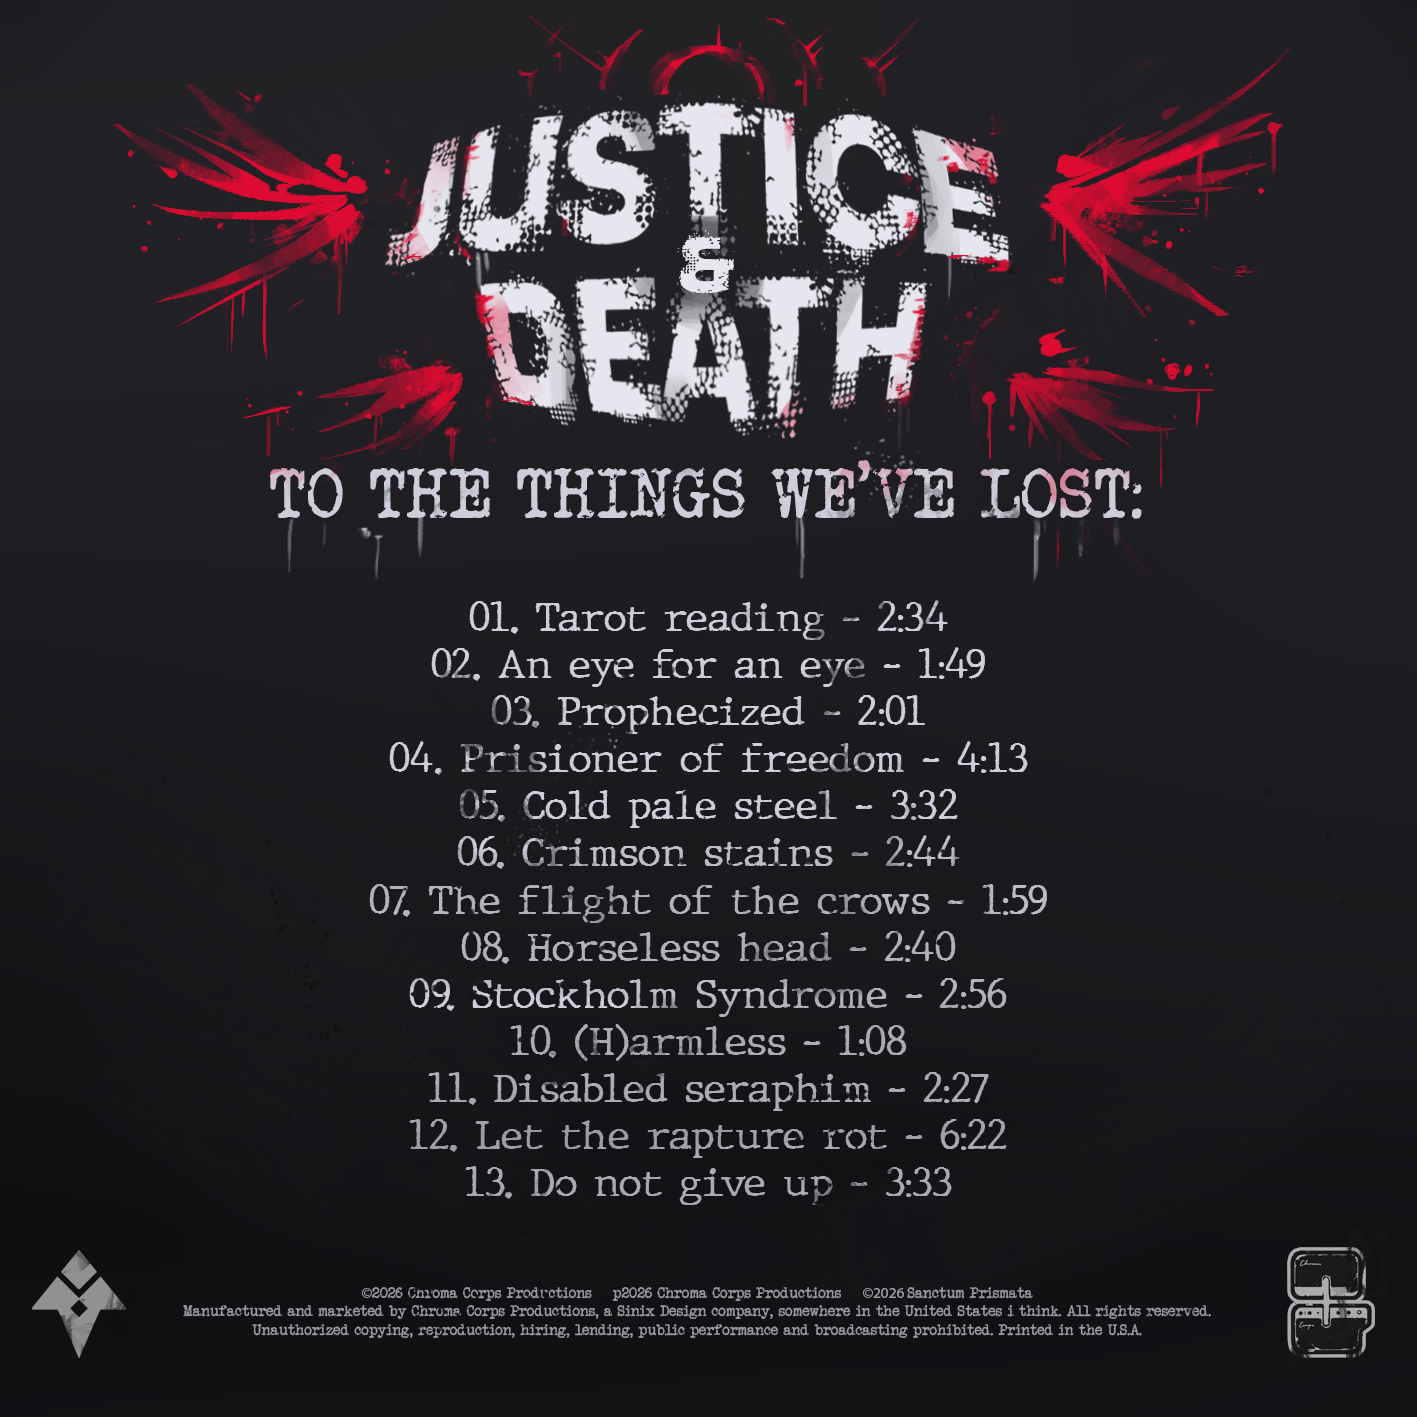 JUSTICE
&
DEATH
TO THE THINGS WE'VE LOST:
01. Tarot reading - 2:34
02. An eye for an eye - 1:49
03. Prophecized - 2:01
04. Prisioner of freedom - 4:13
05. Cold pale steel - 3:32
06. Crimson stains - 2:44
07. The flight of the crows - 1:59
08. Horseless head - 2:40
09. Stockholm Syndrome - 2:56
10. (H)armless - 1:08
11. Disabled seraphim - 2:27
12. Let the rapture rot - 6:22
13. Do not give up - 3:33
©2026 Chroma Corps Productions p2026 Chroma Corps Productions ©2026 Sanctum Prismata
Manufactured and marketed by Chroma Corps Productions, a Sinix Design company, somewhere in the United States i think. All rights reserved.
Unauthorized copying, reproduction, hiring, lending, public performance and broadcasting prohibited. Printed in the U.S.A.
Chroma
Corps